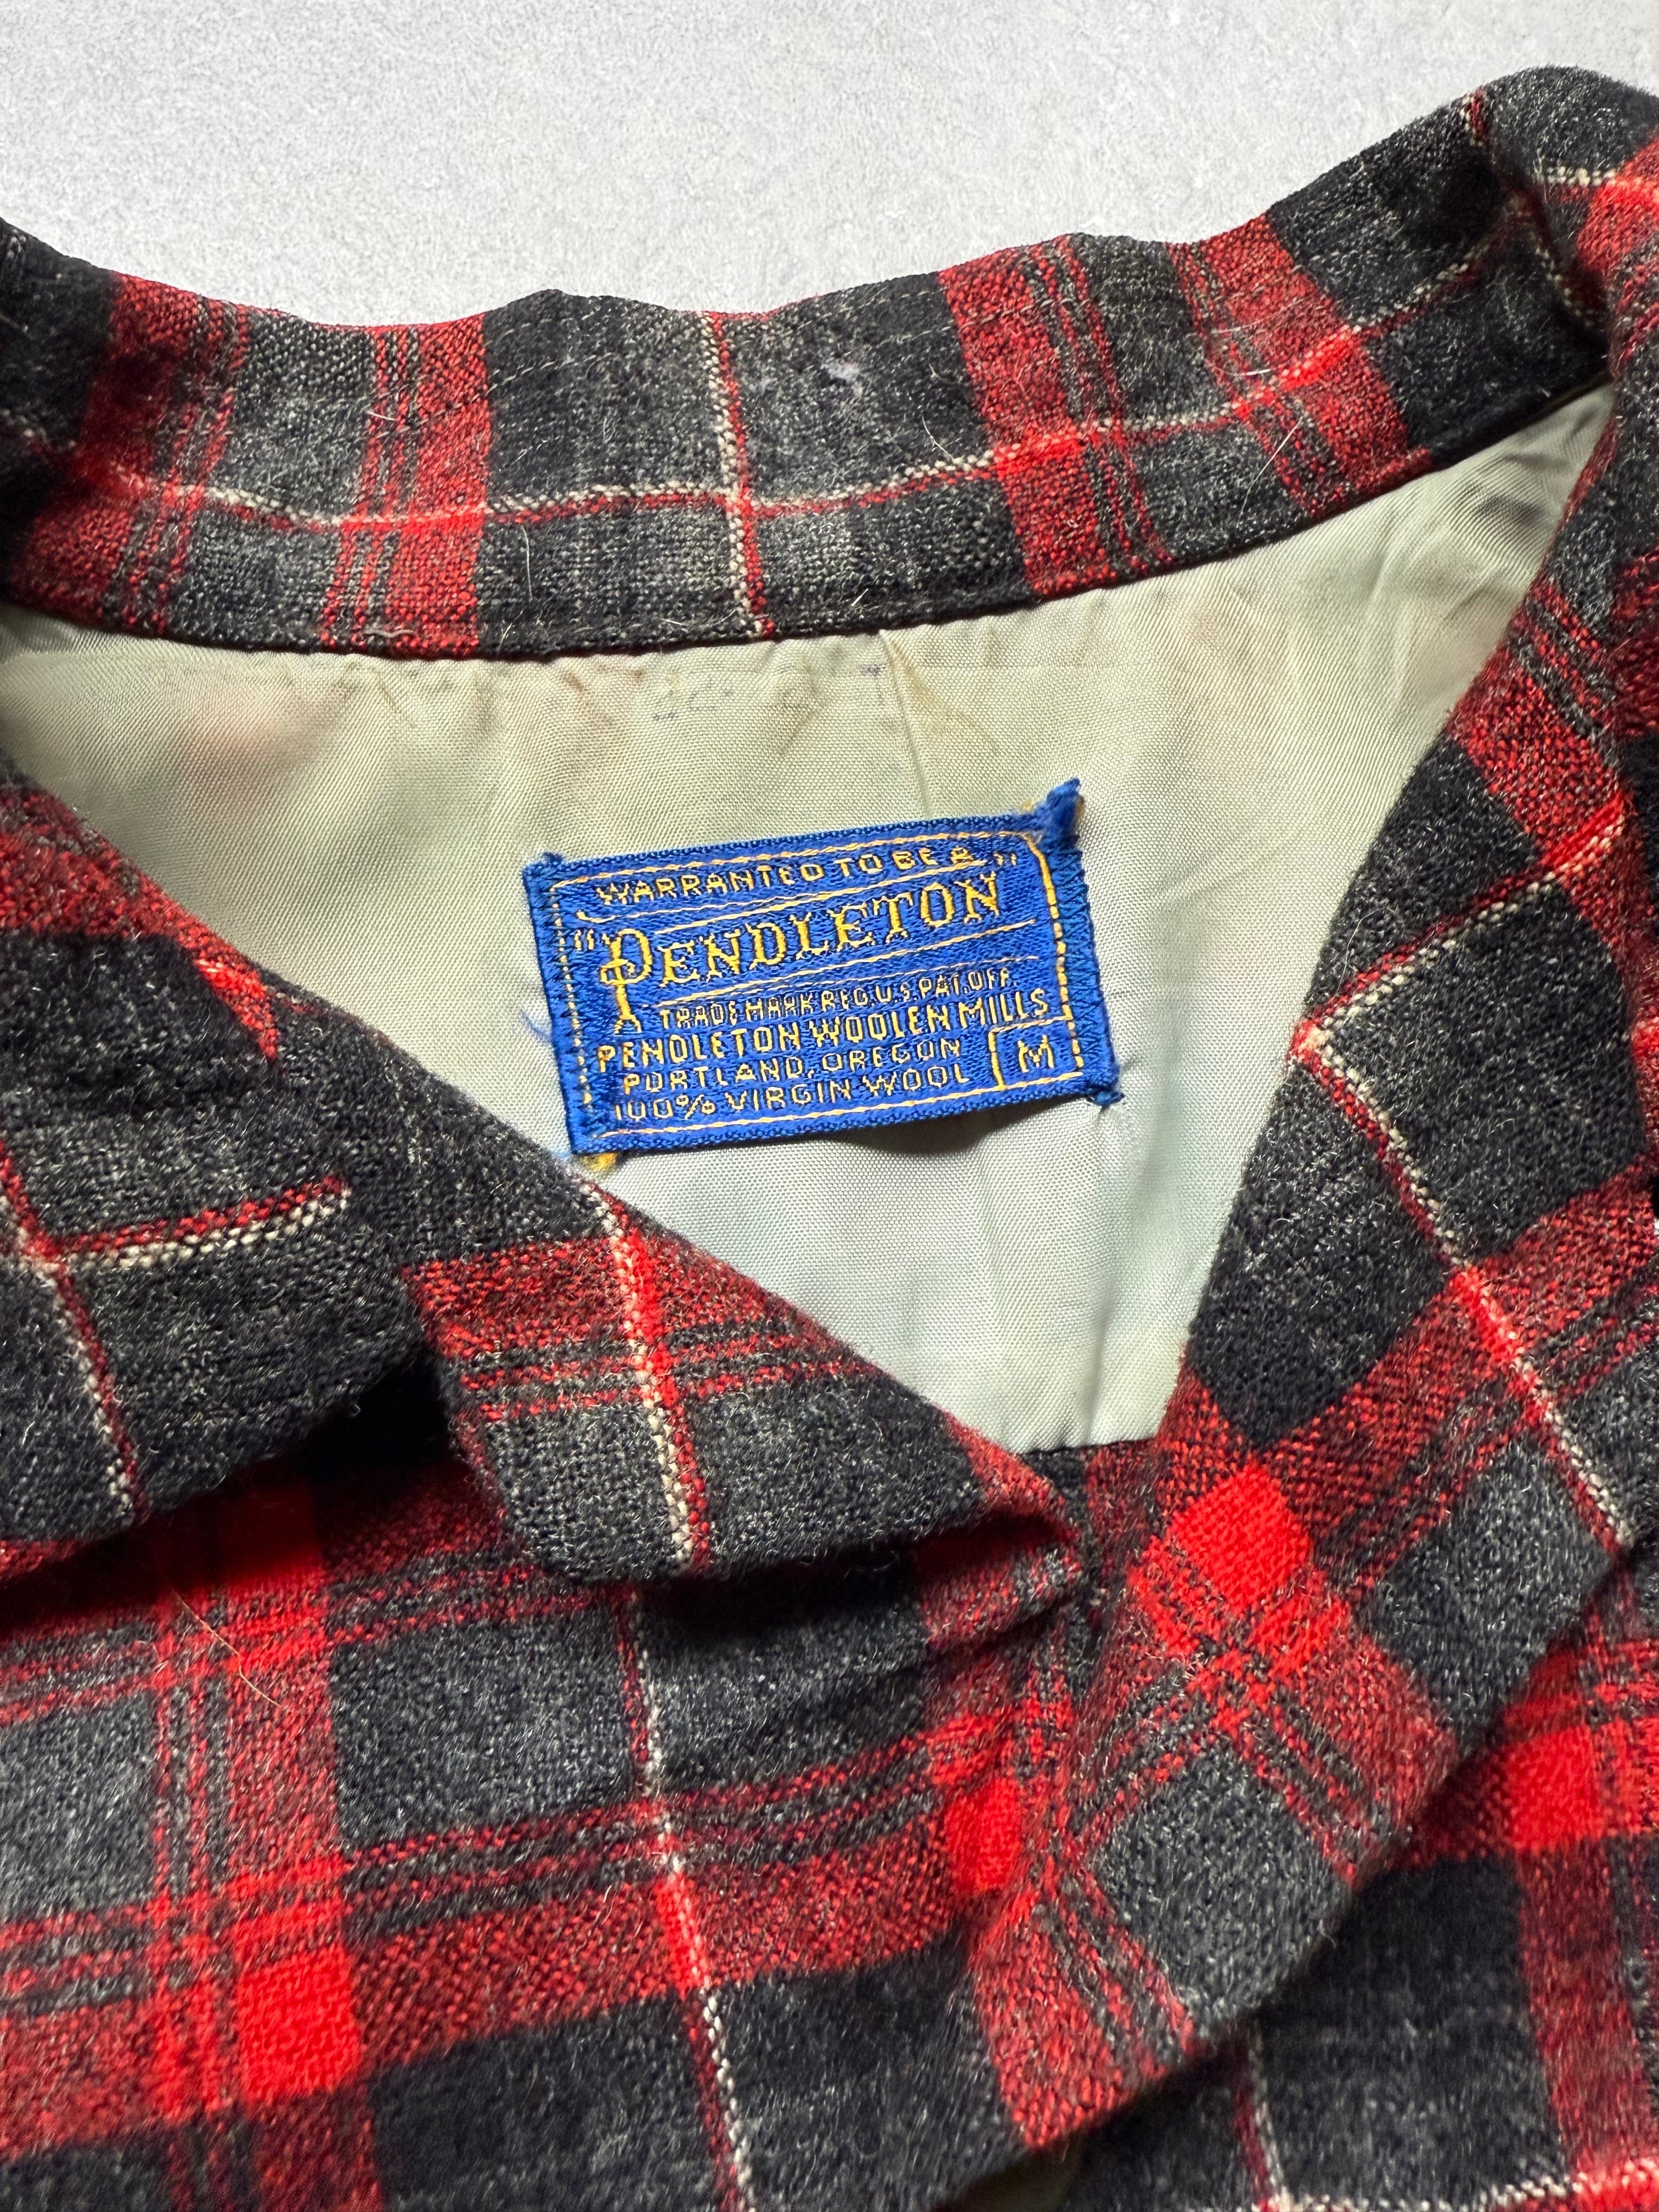 WARRANTED TO BE A
"PENDLETON"
TRADE MARK REG. U.S. PAT. OFF.
PENDLETON WOOLEN MILLS
PORTLAND, OREGON
M
100% VIRGIN WOOL